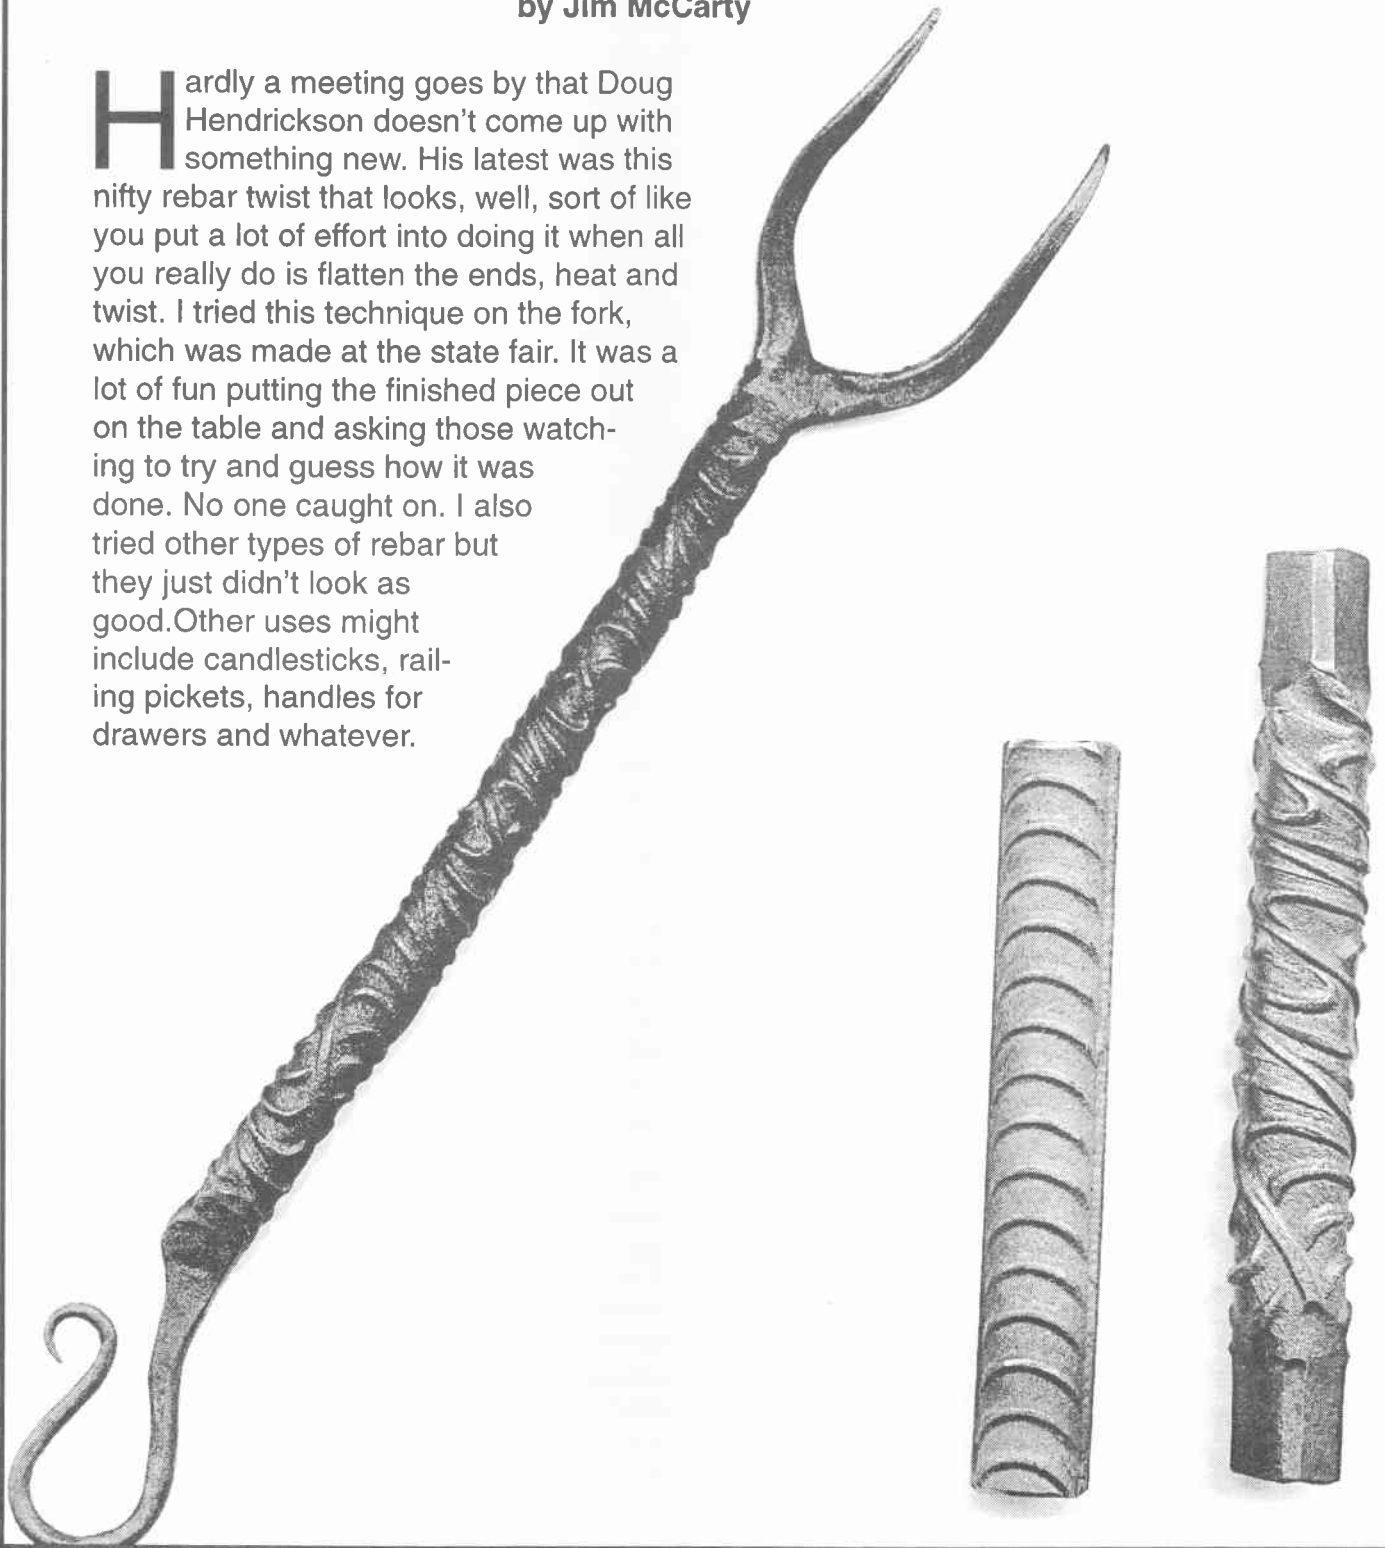 by Jim McCarty
Hardly a meeting goes by that Doug
Hendrickson doesn't come up with
something new. His latest was this
nifty rebar twist that looks, well, sort of like
you put a lot of effort into doing it when all
you really do is flatten the ends, heat and
twist. I tried this technique on the fork,
which was made at the state fair. It was a
lot of fun putting the finished piece out
on the table and asking those watch-
ing to try and guess how it was
done. No one caught on. I also
tried other types of rebar but
they just didn't look as
good.Other uses might
include candlesticks, rail-
ing pickets, handles for
drawers and whatever.